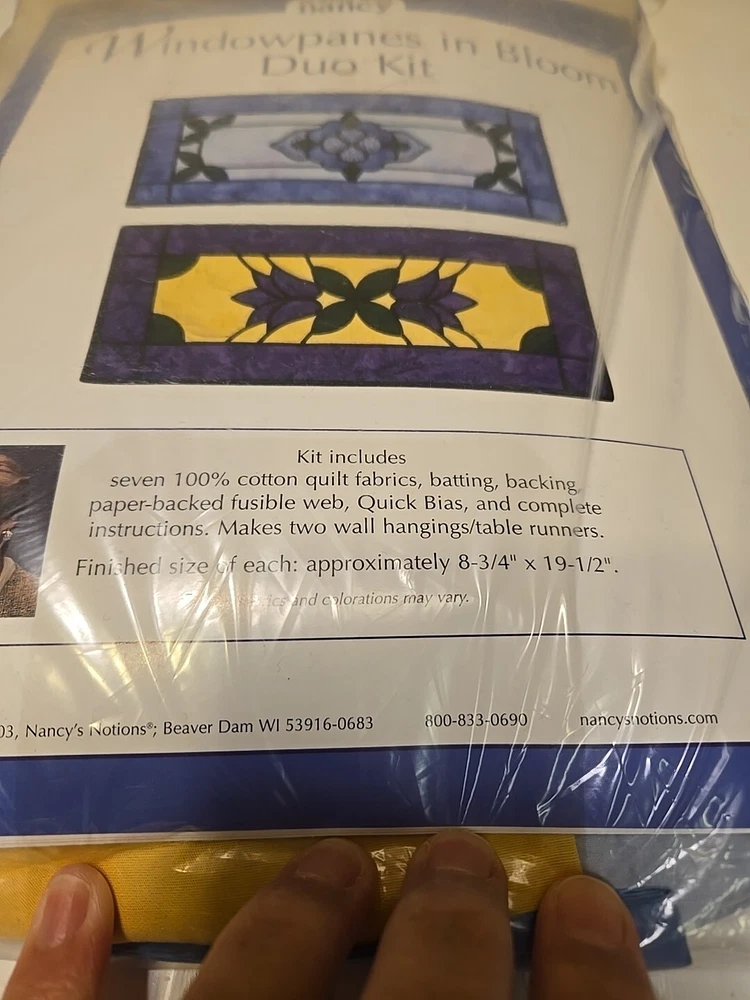 nancy
Windowpanes in Bloom
Duo Kit
Kit includes
seven 100% cotton quilt fabrics, batting, backing
paper-backed fusible web, Quick Bias, and complete
instructions. Makes two wall hangings/table runners.
Finished size of each: approximately 8-3/4" x 19-1/2".
and colorations may vary.
03, Nancy's Notions®; Beaver Dam WI 53916-0683 800-833-0690 nancysnotions.com